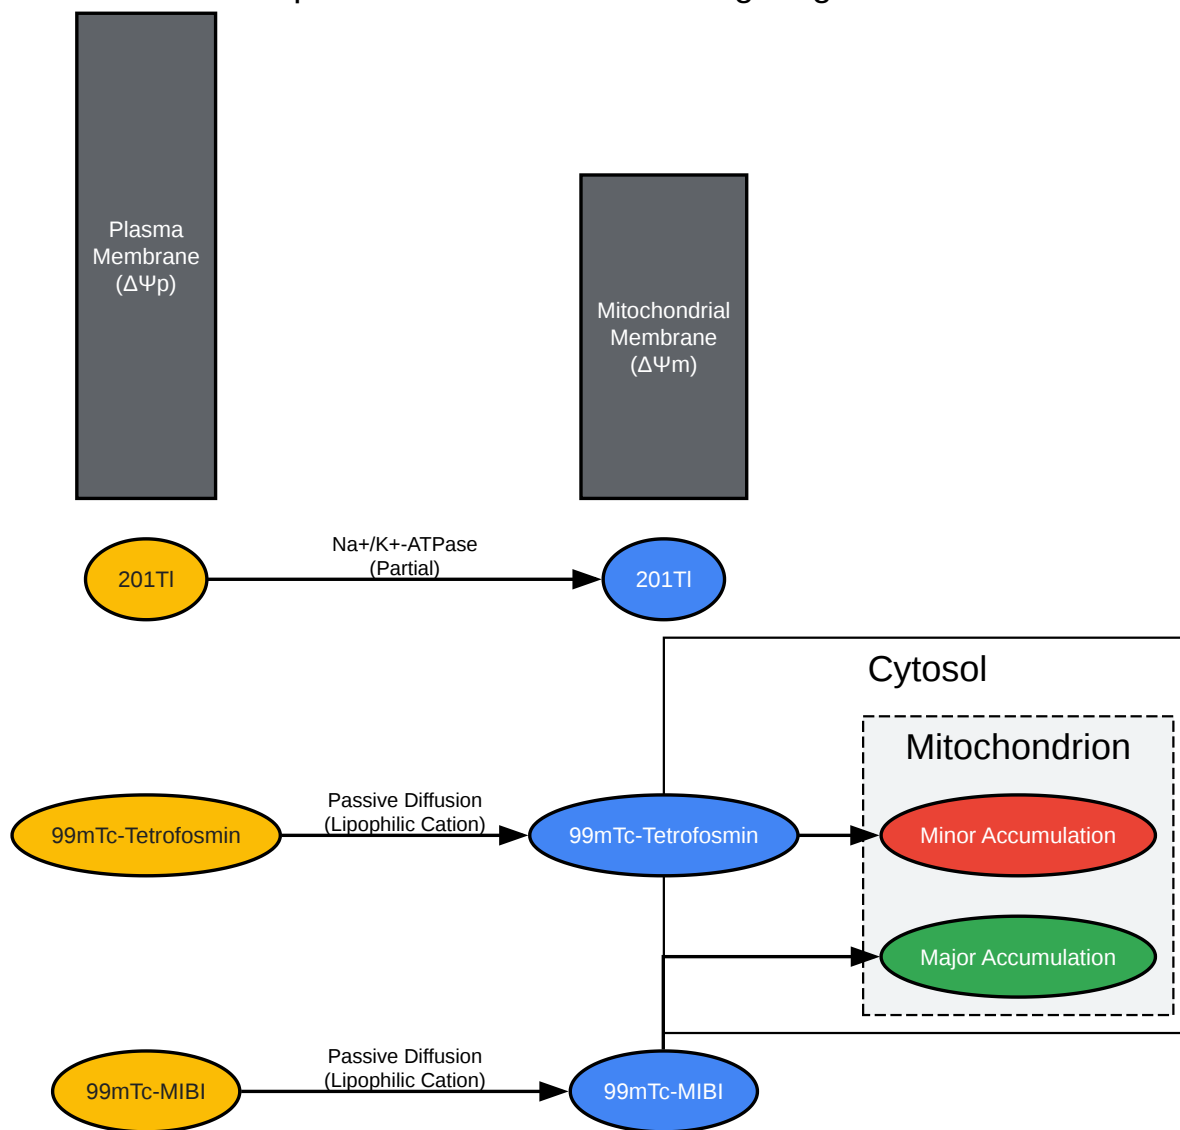 Plasma
Membrane
(ΔΨp)
Mitochondrial
Membrane
(ΔΨm)
201Tl
Na+/K+-ATPase
(Partial)
201Tl
Cytosol
Mitochondrion
99mTc-Tetrofosmin
Passive Diffusion
(Lipophilic Cation)
99mTc-Tetrofosmin
Minor Accumulation
Major Accumulation
99mTc-MIBI
Passive Diffusion
(Lipophilic Cation)
99mTc-MIBI